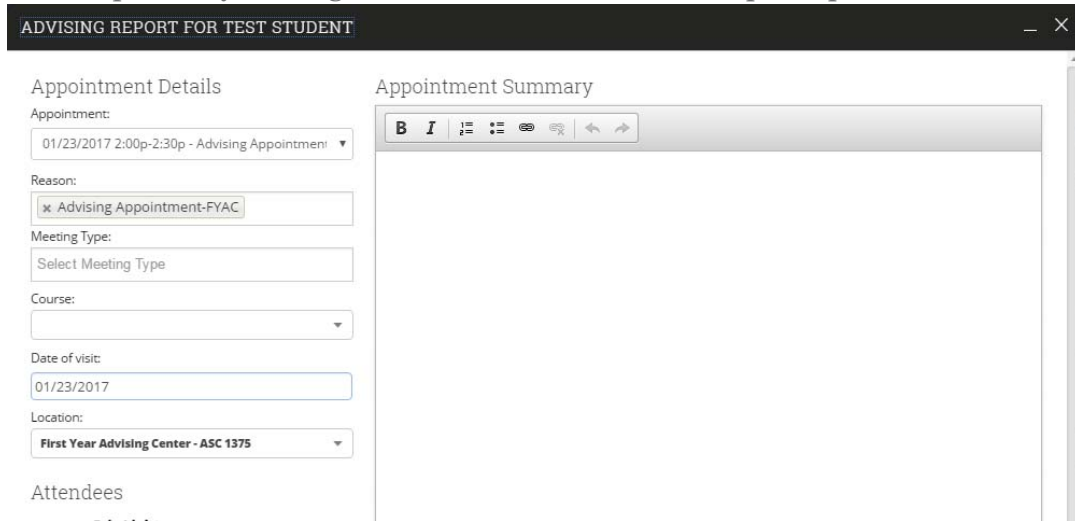 ADVISING REPORT FOR TEST STUDENT
Appointment Details
Appointment:
01/23/2017 2:00p-2:30p - Advising Appointment
Reason:
Advising Appointment-FYAC
Meeting Type:
Select Meeting Type
Course:
Date of visit:
01/23/2017
Location:
First Year Advising Center - ASC 1375
Attendees
Appointment Summary
B I